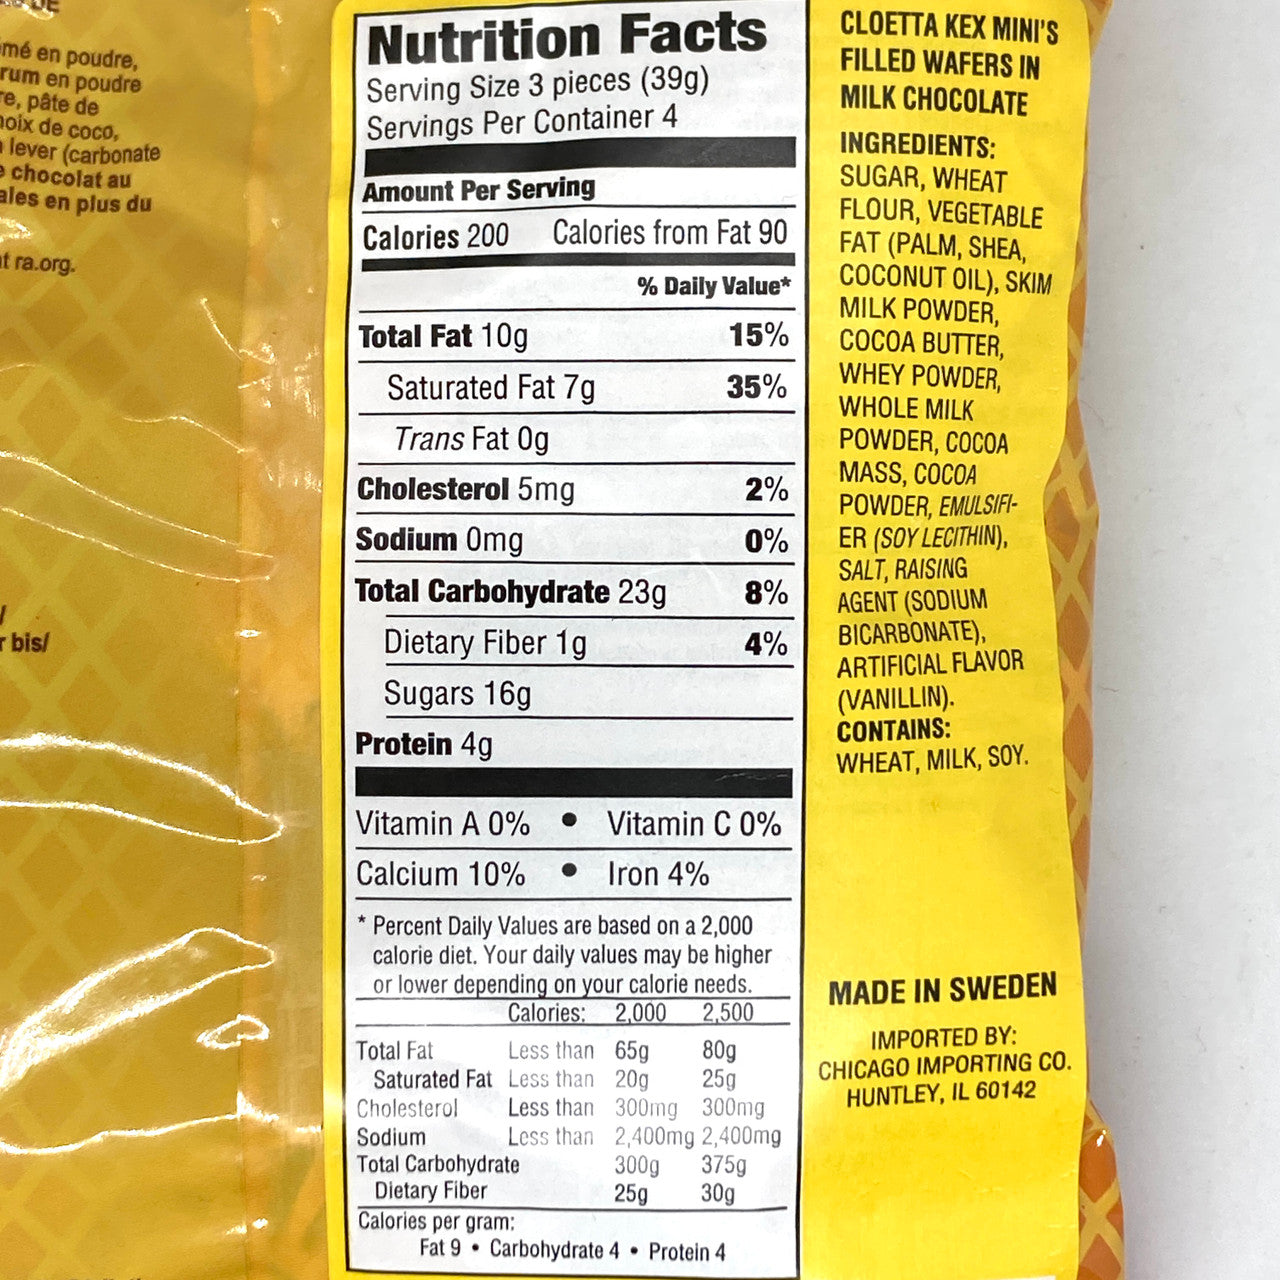 mé en poudre,
rum en poudre
re, pâte de
noix de coco,
lever (carbonate
chocolat au
ales en plus du
t ra.org.
r bis/
Nutrition Facts
Serving Size 3 pieces (39g)
Servings Per Container 4
Amount Per Serving
Calories 200 Calories from Fat 90
% Daily Value*
Total Fat 10g 15%
Saturated Fat 7g 35%
Trans Fat 0g
Cholesterol 5mg 2%
Sodium 0mg 0%
Total Carbohydrate 23g 8%
Dietary Fiber 1g 4%
Sugars 16g
Protein 4g
Vitamin A 0% • Vitamin C 0%
Calcium 10% • Iron 4%
* Percent Daily Values are based on a 2,000
calorie diet. Your daily values may be higher
or lower depending on your calorie needs.
Calories: 2,000 2,500
Total Fat Less than 65g 80g
Saturated Fat Less than 20g 25g
Cholesterol Less than 300mg 300mg
Sodium Less than 2,400mg 2,400mg
Total Carbohydrate 300g 375g
Dietary Fiber 25g 30g
Calories per gram:
Fat 9 • Carbohydrate 4 • Protein 4
CLOETTA KEX MINI'S
FILLED WAFERS IN
MILK CHOCOLATE
INGREDIENTS:
SUGAR, WHEAT
FLOUR, VEGETABLE
FAT (PALM, SHEA,
COCONUT OIL), SKIM
MILK POWDER,
COCOA BUTTER,
WHEY POWDER,
WHOLE MILK
POWDER, COCOA
MASS, COCOA
POWDER, EMULSIFI-
ER (SOY LECITHIN),
SALT, RAISING
AGENT (SODIUM
BICARBONATE),
ARTIFICIAL FLAVOR
(VANILLIN).
CONTAINS:
WHEAT, MILK, SOY.
MADE IN SWEDEN
IMPORTED BY:
CHICAGO IMPORTING CO.
HUNTLEY, IL 60142